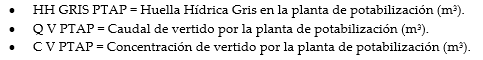 • HH GRIS PTAP = Huella Hídrica Gris en la planta de potabilización (m³).
• Q V PTAP = Caudal de vertido por la planta de potabilización (m³).
• C V PTAP = Concentración de vertido por la planta de potabilización (m³).